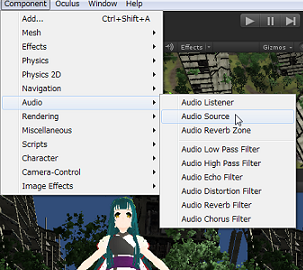 Component Oculus Window Help
Add... Ctrl+Shift+A
Mesh
Effects
Physics
Physics 2D
Navigation
Audio
Rendering
Miscellaneous
Scripts
Character
Camera-Control
Image Effects
Effects Gizmos
Audio Listener
Audio Source
Audio Reverb Zone
Audio Low Pass Filter
Audio High Pass Filter
Audio Echo Filter
Audio Distortion Filter
Audio Reverb Filter
Audio Chorus Filter